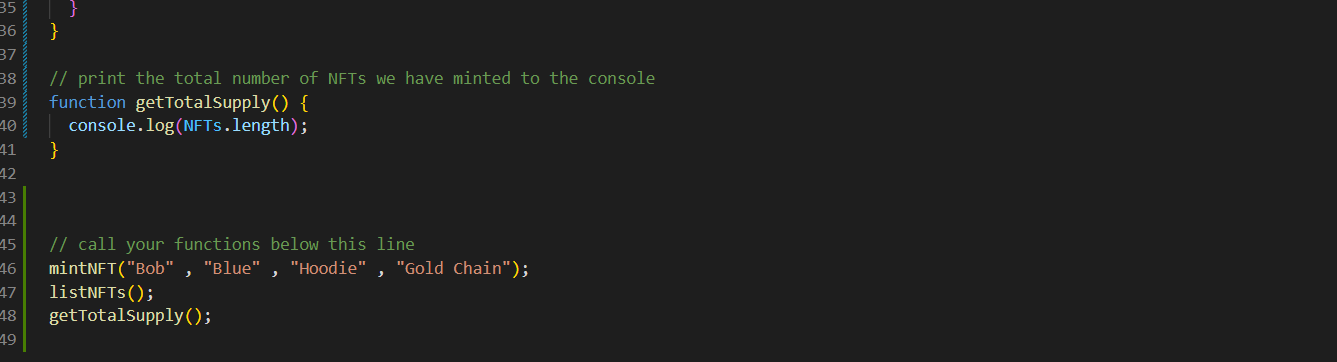 35 }
36 }
37
38 // print the total number of NFTs we have minted to the console
39 function getTotalSupply() {
40 console.log(NFTs.length);
41 }
42
43
44
45 // call your functions below this line
46 mintNFT("Bob" , "Blue" , "Hoodie" , "Gold Chain");
47 listNFTs();
48 getTotalSupply();
49